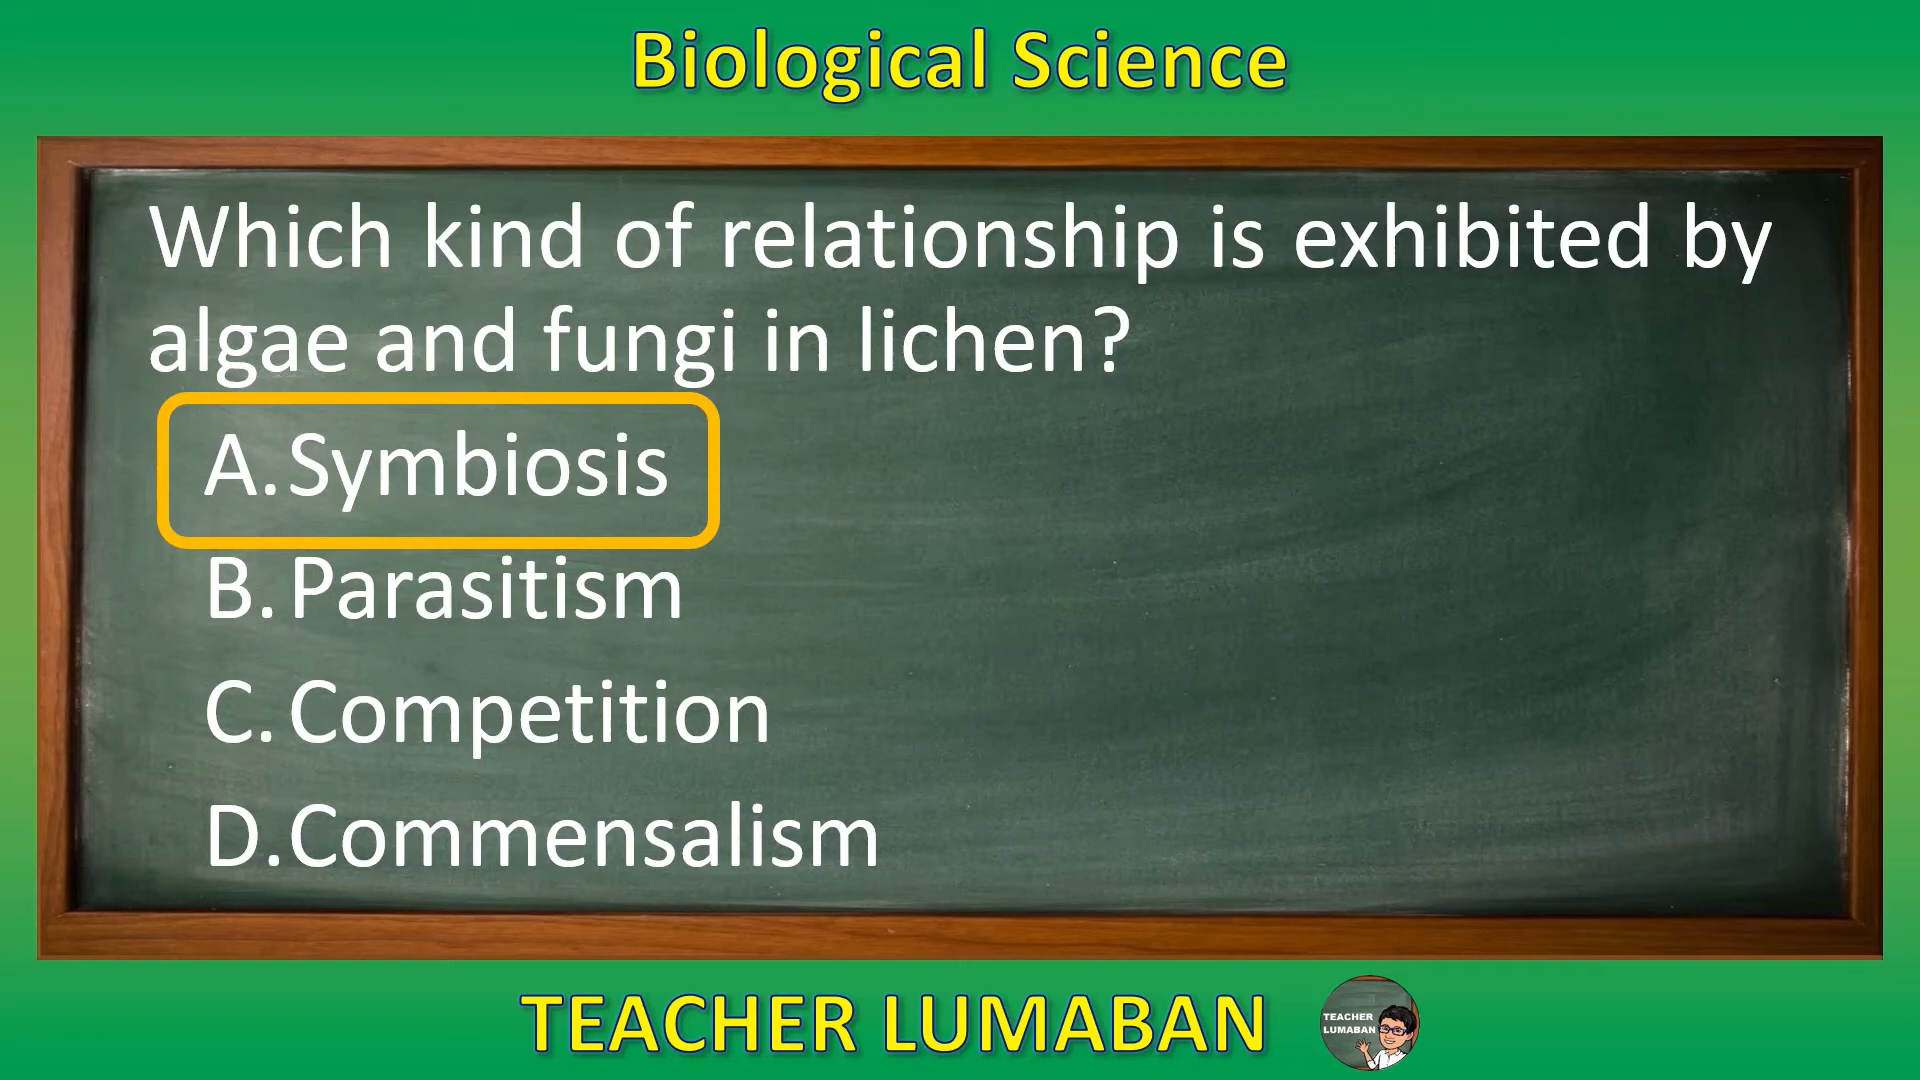 Biological Science
Which kind of relationship is exhibited by
algae and fungi in lichen?
A. Symbiosis
B. Parasitism
C. Competition
D. Commensalism
TEACHER LUMABAN
TEACHER
LUMABAN